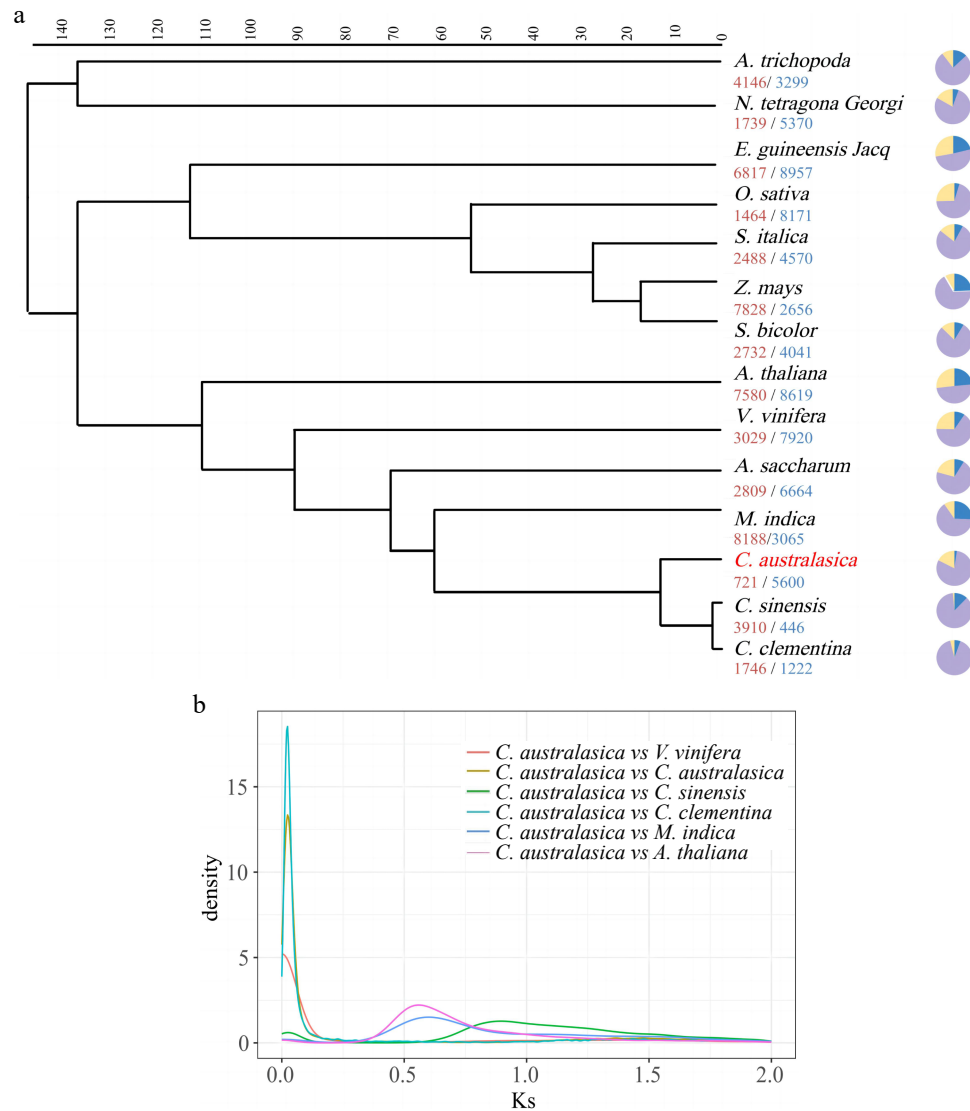 a
140 130 120 110 100 90 80 70 60 50 40 30 20 10 0
A. trichopoda
4146/ 3299
N. tetragona Georgi
1739 / 5370
E. guineensis Jacq
6817 / 8957
O. sativa
1464 / 8171
S. italica
2488 / 4570
Z. mays
7828 / 2656
S. bicolor
2732 / 4041
A. thaliana
7580 / 8619
V. vinifera
3029 / 7920
A. saccharum
2809 / 6664
M. indica
8188/3065
C. australasica
721 / 5600
C. sinensis
3910 / 446
C. clementina
1746 / 1222
b
C. australasica vs V. vinifera
C. australasica vs C. australasica
C. australasica vs C. sinensis
C. australasica vs C. clementina
C. australasica vs M. indica
C. australasica vs A. thaliana
15
10
5
0
density
0.0 0.5 1.0 1.5 2.0
Ks